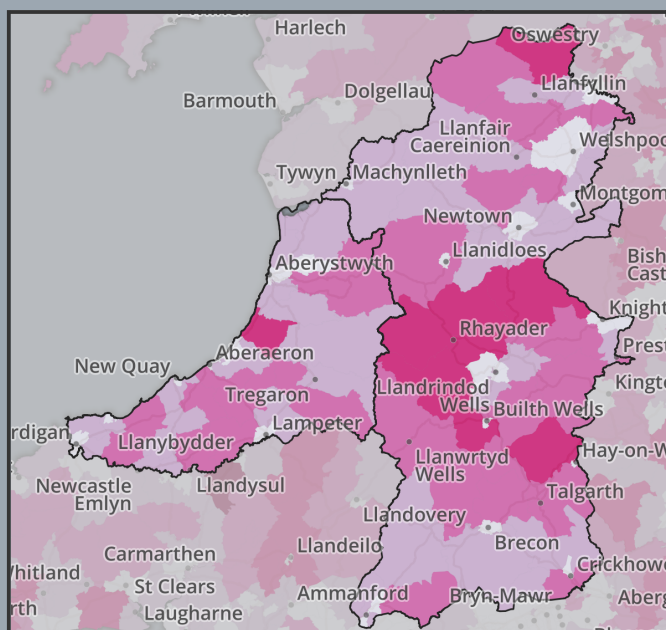 Harlech
Oswestry
Llanfyllin
Dolgellau
Barmouth
Llanfair
Caereinion
Welshpoo
Tywyn
Machynlleth
Montgom
Newtown
Llanidloes
Aberystwyth
Bish
Cast
Knight
Rhayader
Prest
Aberaeron
New Quay
Kingto
Llandrindod
Wells
Tregaron
Builth Wells
Lampeter
rdigan
Llanybydder
Hay-on-W
Llanwrtyd
Wells
Newcastle
Emlyn
Llandysul
Talgarth
Llandovery
Brecon
Llandeilo
Carmarthen
Crickhowe
Whitland
St Clears
Ammanford
Bryn-Mawr
Aberg
rth
Laugharne